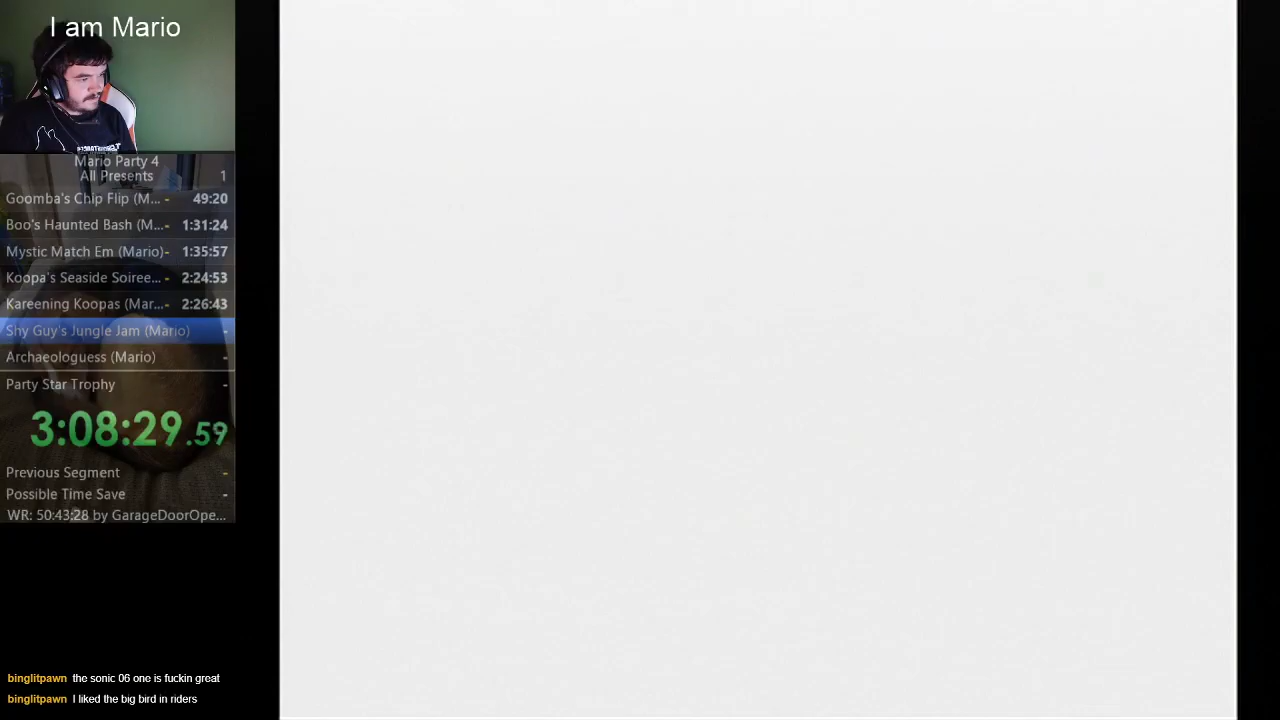 I am Mario
Mario Party 4
All Presents 1
Goomba's Chip Flip (M... - 49:20
Boo's Haunted Bash (M... - 1:31:24
Mystic Match Em (Mario)- 1:35:57
Koopa's Seaside Soiree... - 2:24:53
Kareening Koopas (Mar... - 2:26:43
Shy Guy's Jungle Jam (Mario) -
Archaeologuess (Mario) -
Party Star Trophy -
3:08:29.59
Previous Segment -
Possible Time Save -
WR: 50:43:28 by GarageDoorOpe...
binglitpawn the sonic 06 one is fuckin great
binglitpawn I liked the big bird in riders